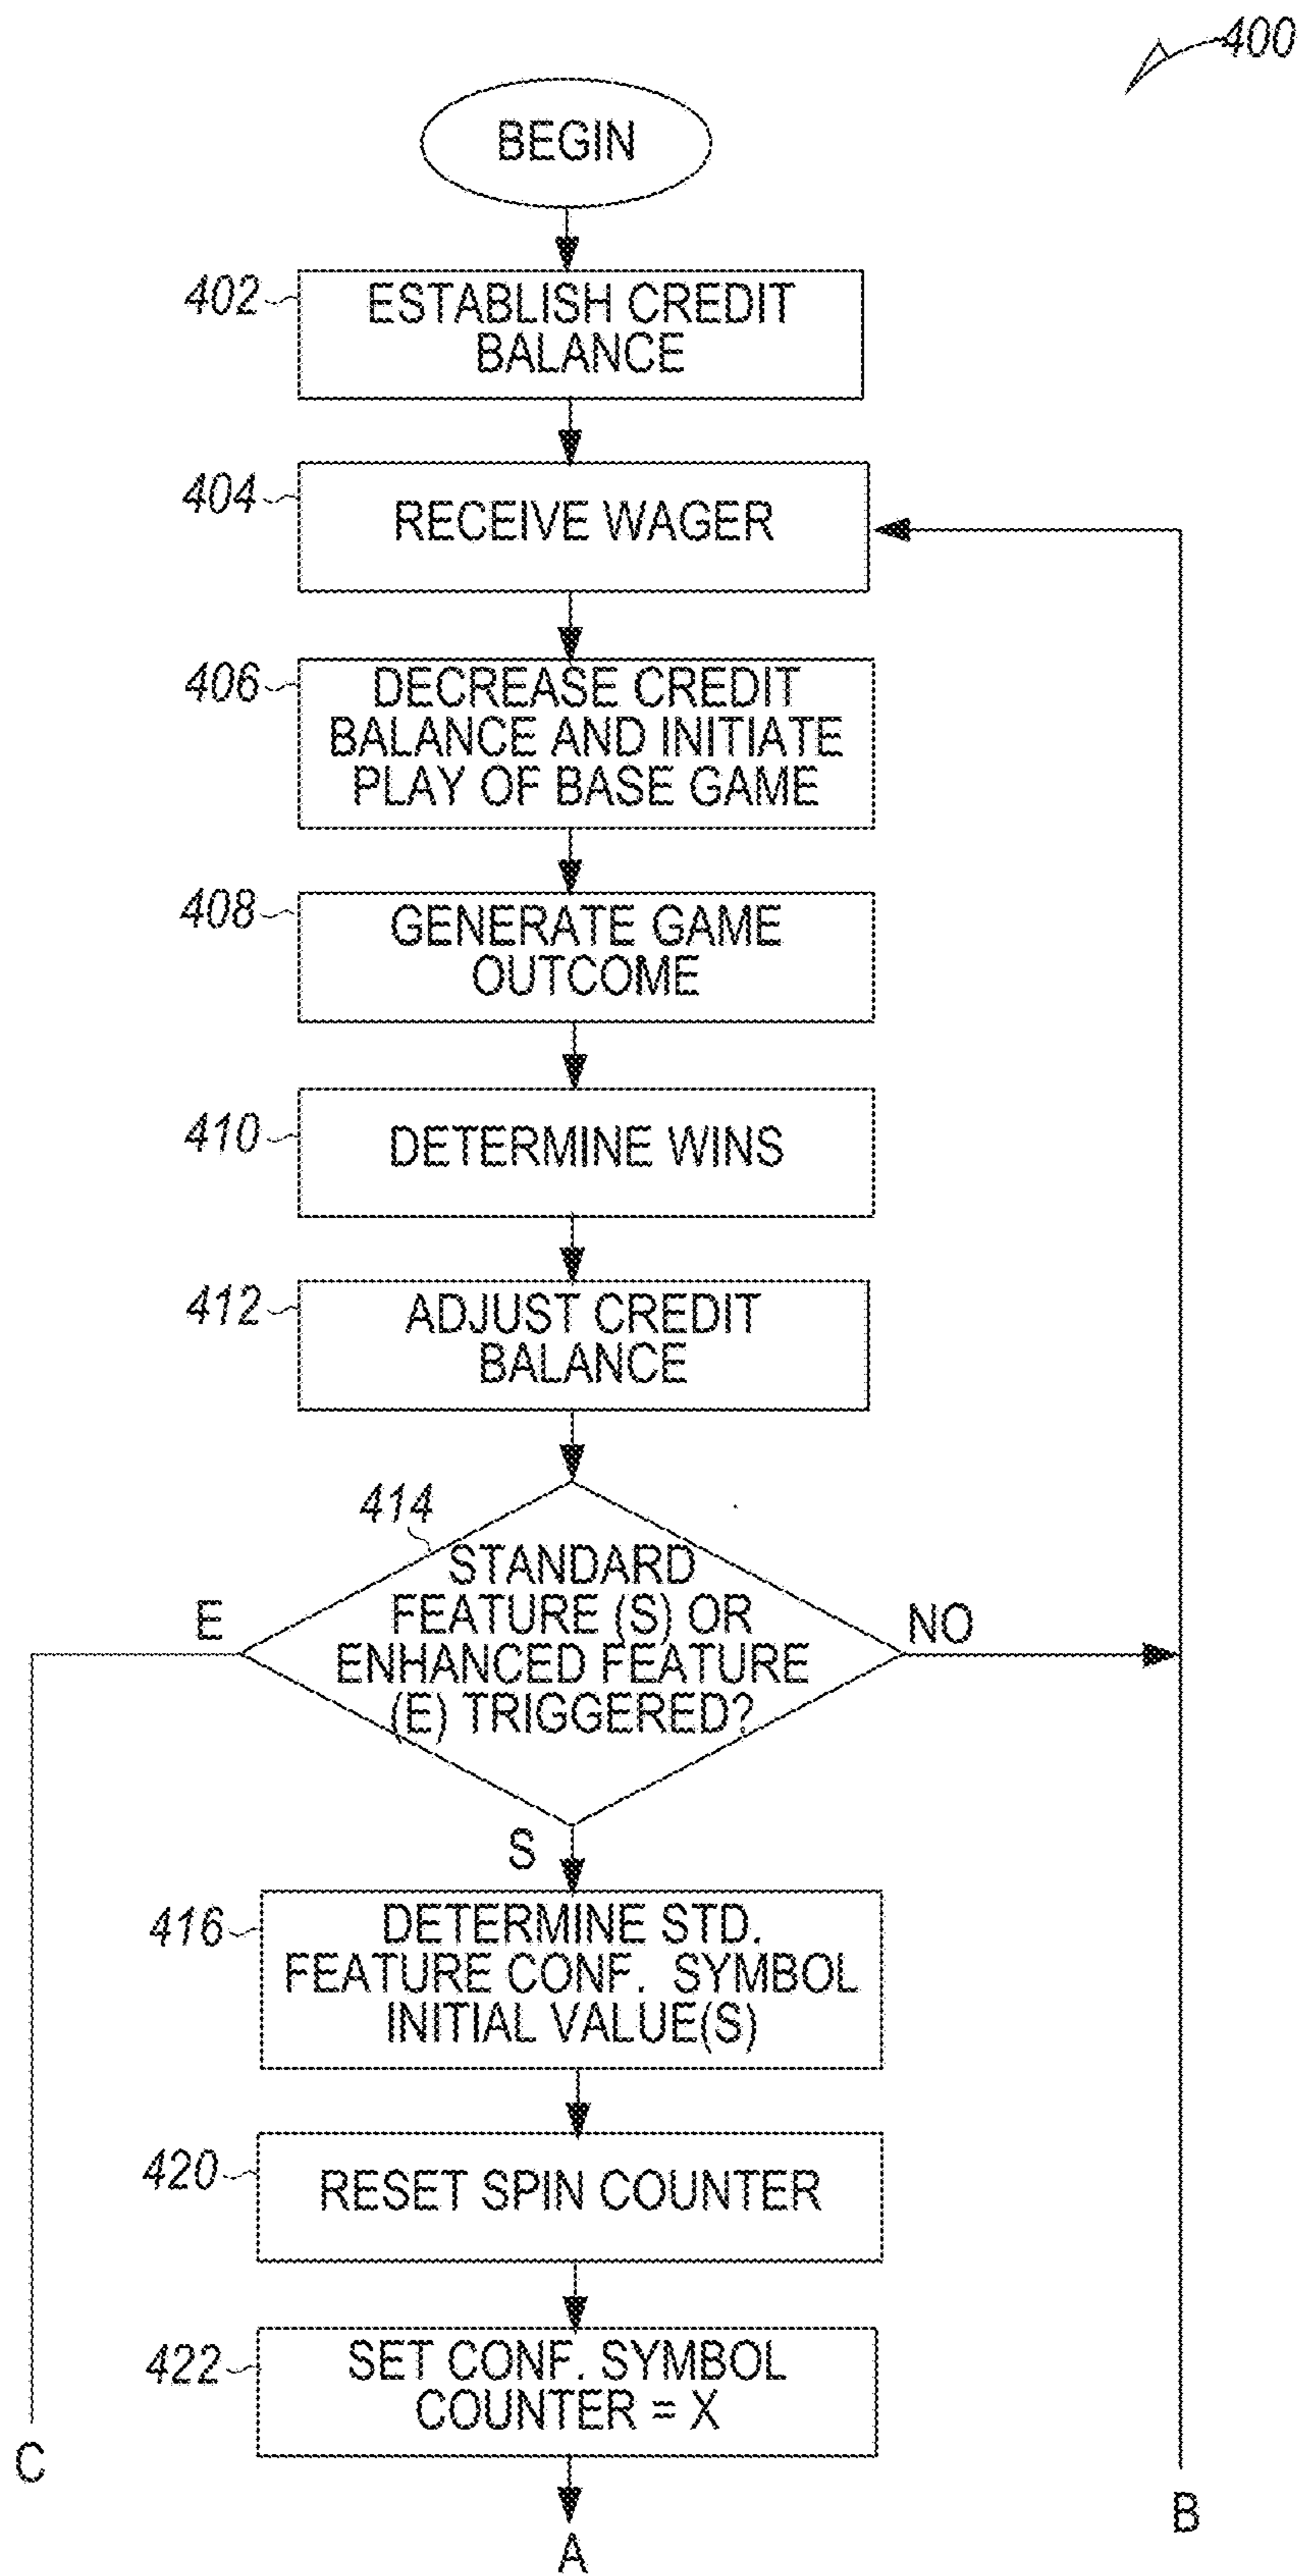 400
BEGIN
402
ESTABLISH CREDIT
BALANCE
404
RECEIVE WAGER
406
DECREASE CREDIT
BALANCE AND INITIATE
PLAY OF BASE GAME
408
GENERATE GAME
OUTCOME
410
DETERMINE WINS
412
ADJUST CREDIT
BALANCE
414
STANDARD
FEATURE (S) OR
ENHANCED FEATURE
(E) TRIGGERED?
E
NO
S
416
DETERMINE STD.
FEATURE CONF. SYMBOL
INITIAL VALUE(S)
420
RESET SPIN COUNTER
422
SET CONF. SYMBOL
COUNTER = X
C
B
A